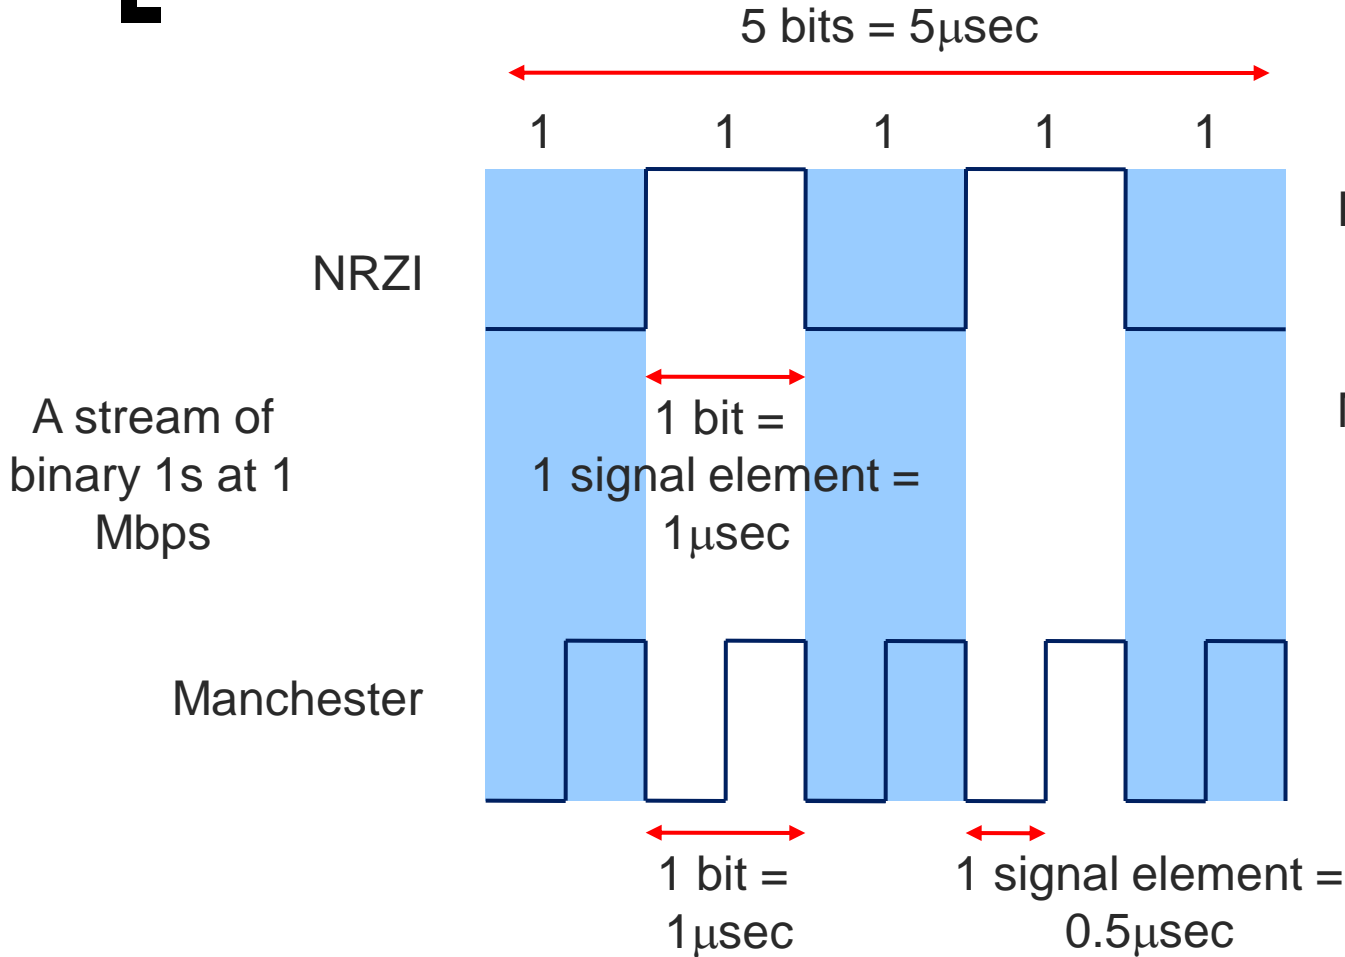 5 bits = 5μsec
1 1 1 1 1
NRZI
A stream of
binary 1s at 1
Mbps
1 bit =
1 signal element =
1μsec
Manchester
1 bit =
1μsec
1 signal element =
0.5μsec